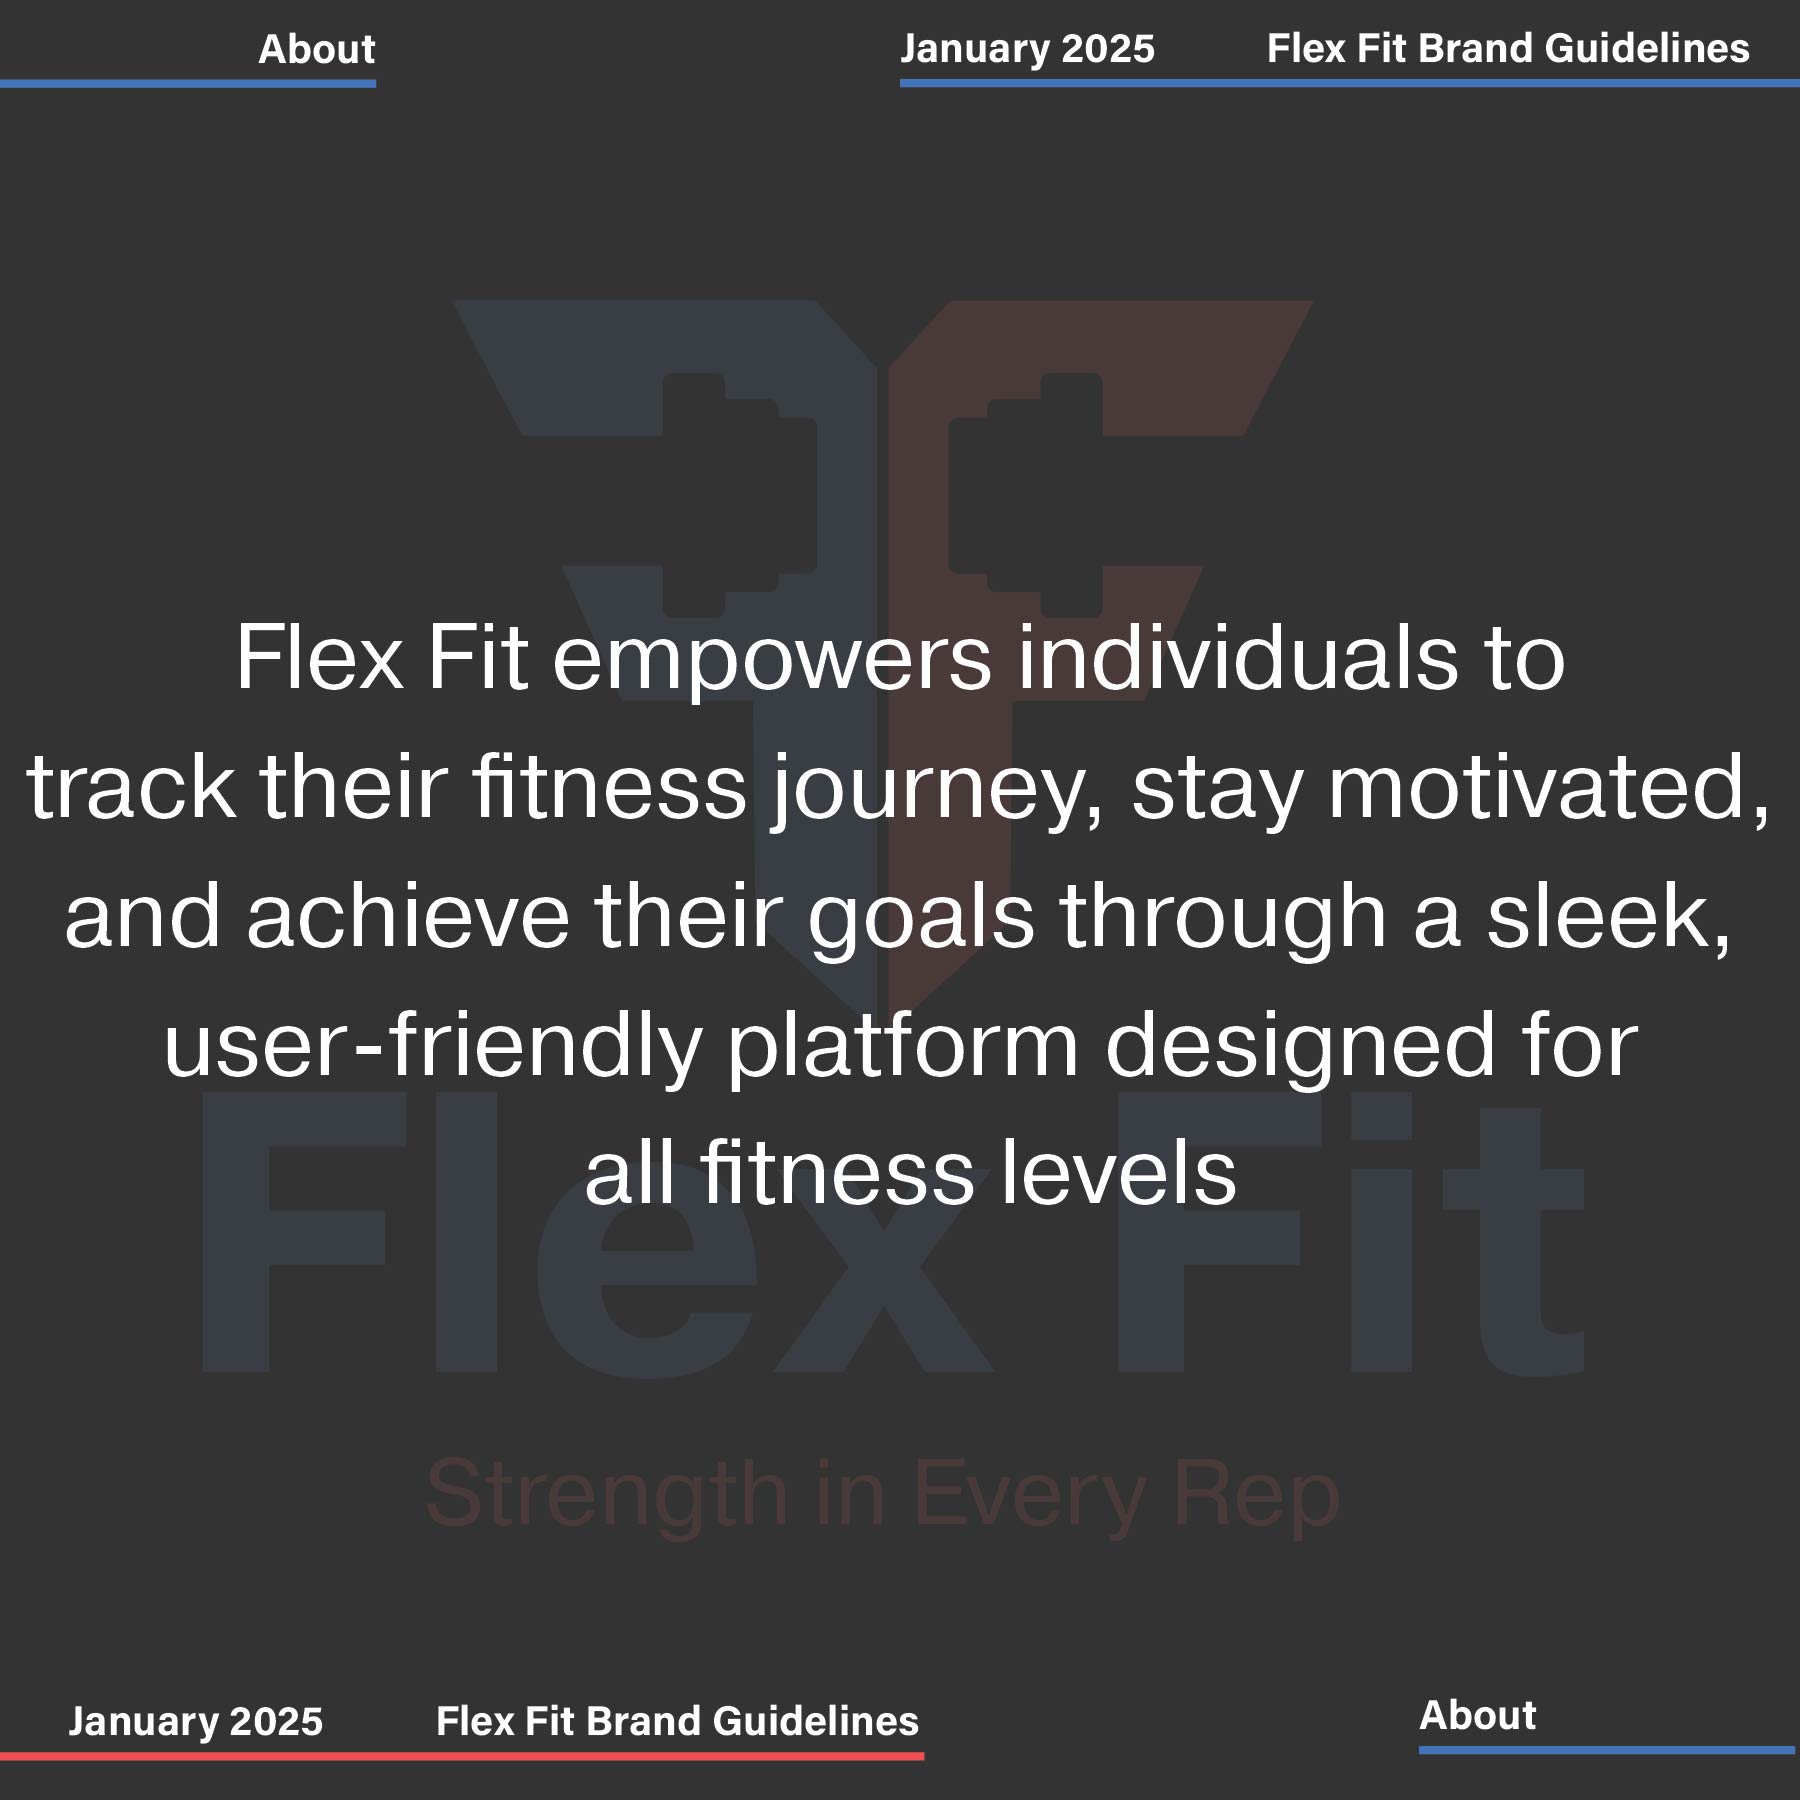 About
January 2025 Flex Fit Brand Guidelines
Flex Fit empowers individuals to
track their fitness journey, stay motivated,
and achieve their goals through a sleek,
user-friendly platform designed for
all fitness levels
Flex Fit
Strength in Every Rep
January 2025 Flex Fit Brand Guidelines
About